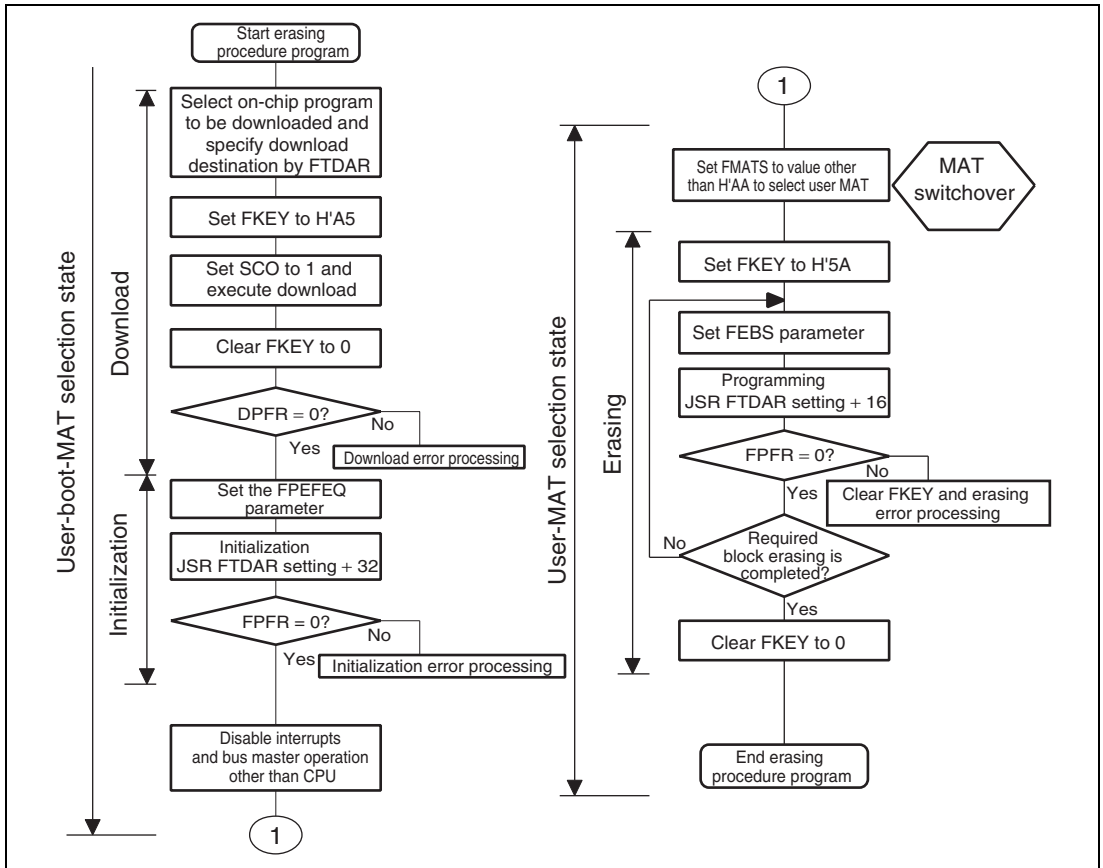 Start erasing
procedure program
Select on-chip program
to be downloaded and
specify download
destination by FTDAR
Set FKEY to H'A5
Set SCO to 1 and
execute download
Clear FKEY to 0
DPFR = 0?
No
Yes
Download error processing
Set the FPEFEQ
parameter
Initialization
JSR FTDAR setting + 32
FPFR = 0?
No
Yes
Initialization error processing
Disable interrupts
and bus master operation
other than CPU
1
User-boot-MAT selection state
Download
Initialization
1
Set FMATS to value other
than H'AA to select user MAT
MAT
switchover
Set FKEY to H'5A
Set FEBS parameter
Programming
JSR FTDAR setting + 16
FPFR = 0?
No
Yes
Clear FKEY and erasing
error processing
Required
block erasing is
completed?
No
Yes
Clear FKEY to 0
End erasing
procedure program
User-MAT selection state
Erasing